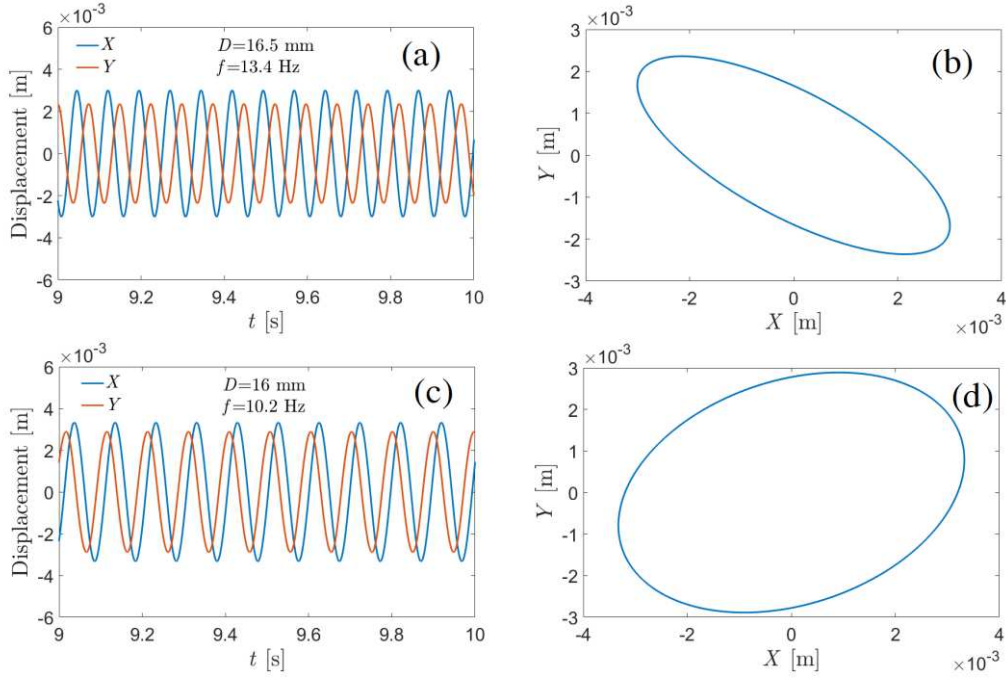 ×10⁻³
6
4
2
0
-2
-4
-6
Displacement [m]
X
Y
D=16.5 mm
f=13.4 Hz
(a)
9
9.2
9.4
9.6
9.8
10
t [s]
×10⁻³
3
2
1
0
-1
-2
-3
Y [m]
(b)
-4
-2
0
2
4
X [m]
×10⁻³
×10⁻³
6
4
2
0
-2
-4
-6
Displacement [m]
X
Y
D=16 mm
f=10.2 Hz
(c)
9
9.2
9.4
9.6
9.8
10
t [s]
×10⁻³
3
2
1
0
-1
-2
-3
Y [m]
(d)
-4
-2
0
2
4
X [m]
×10⁻³